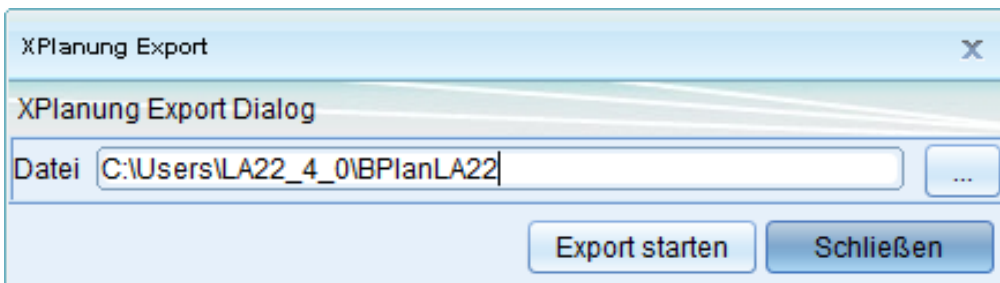 XPlanung Export
XPlanung Export Dialog
Datei C:\Users\LA22_4_0\BPlanLA22 ...
Export starten Schließen